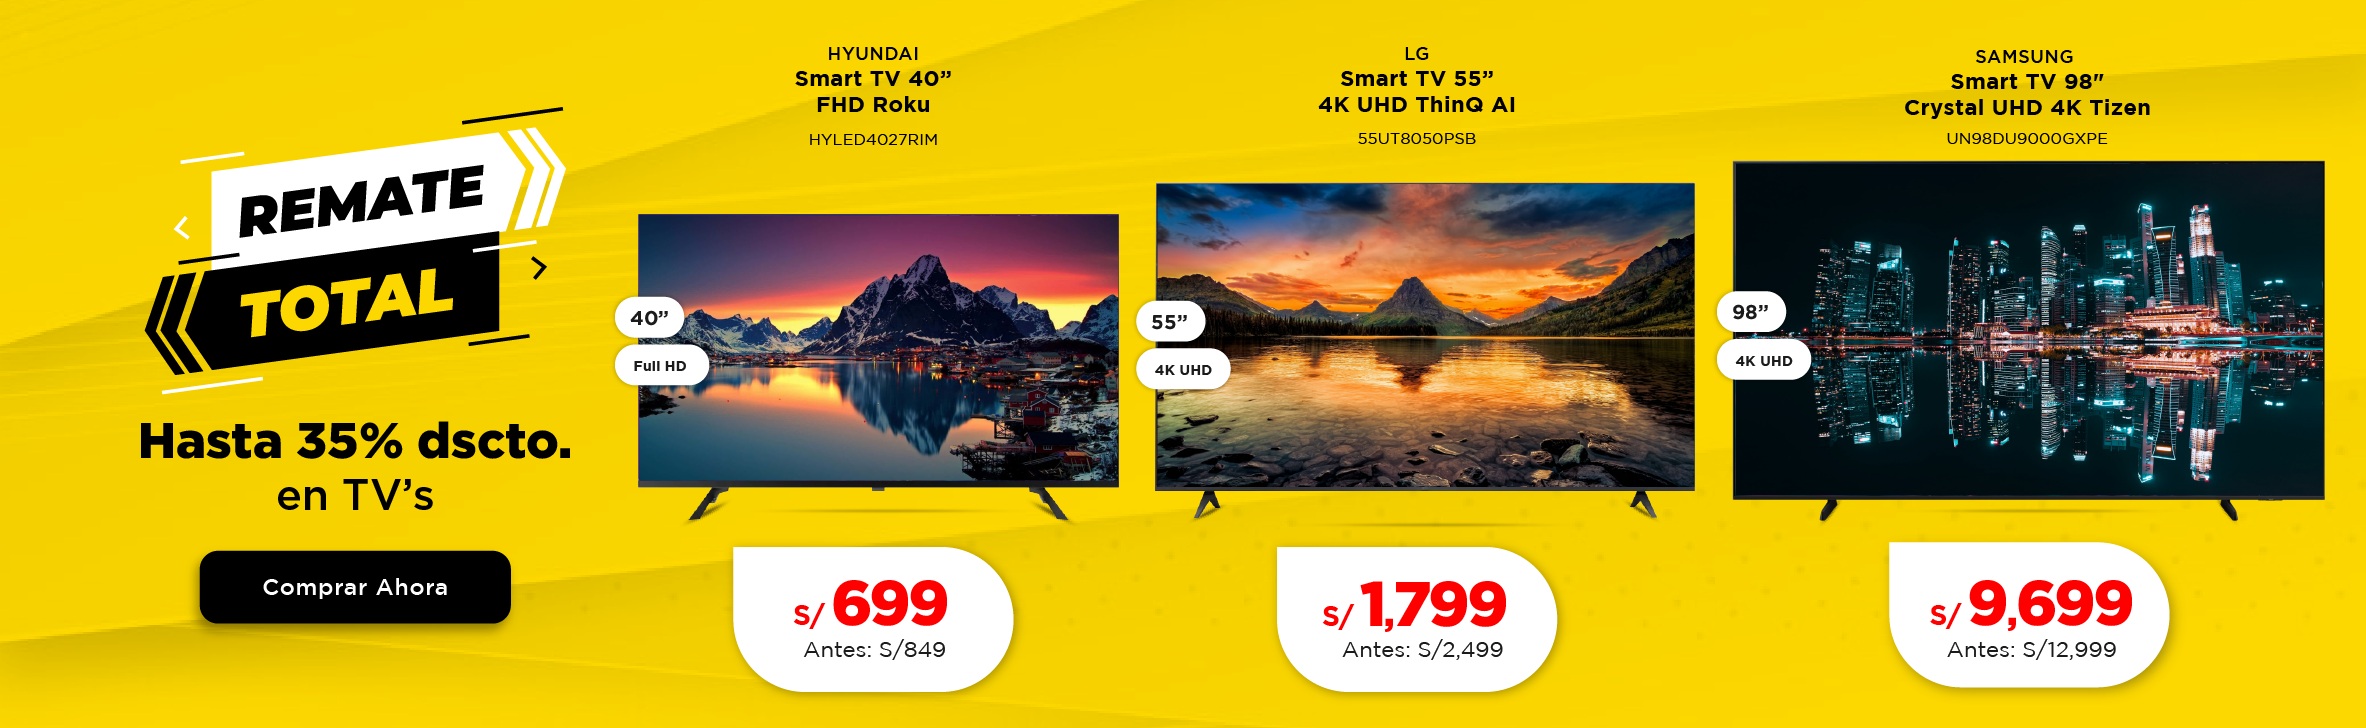 REMATE
TOTAL
Hasta 35% dscto.
en TV’s
Comprar Ahora
HYUNDAI
Smart TV 40”
FHD Roku
HYLED4027RIM
40”
Full HD
S/ 699
Antes: S/849
LG
Smart TV 55”
4K UHD ThinQ AI
55UT8050PSB
55”
4K UHD
S/ 1,799
Antes: S/2,499
SAMSUNG
Smart TV 98"
Crystal UHD 4K Tizen
UN98DU9000GXPE
98”
4K UHD
S/ 9,699
Antes: S/12,999